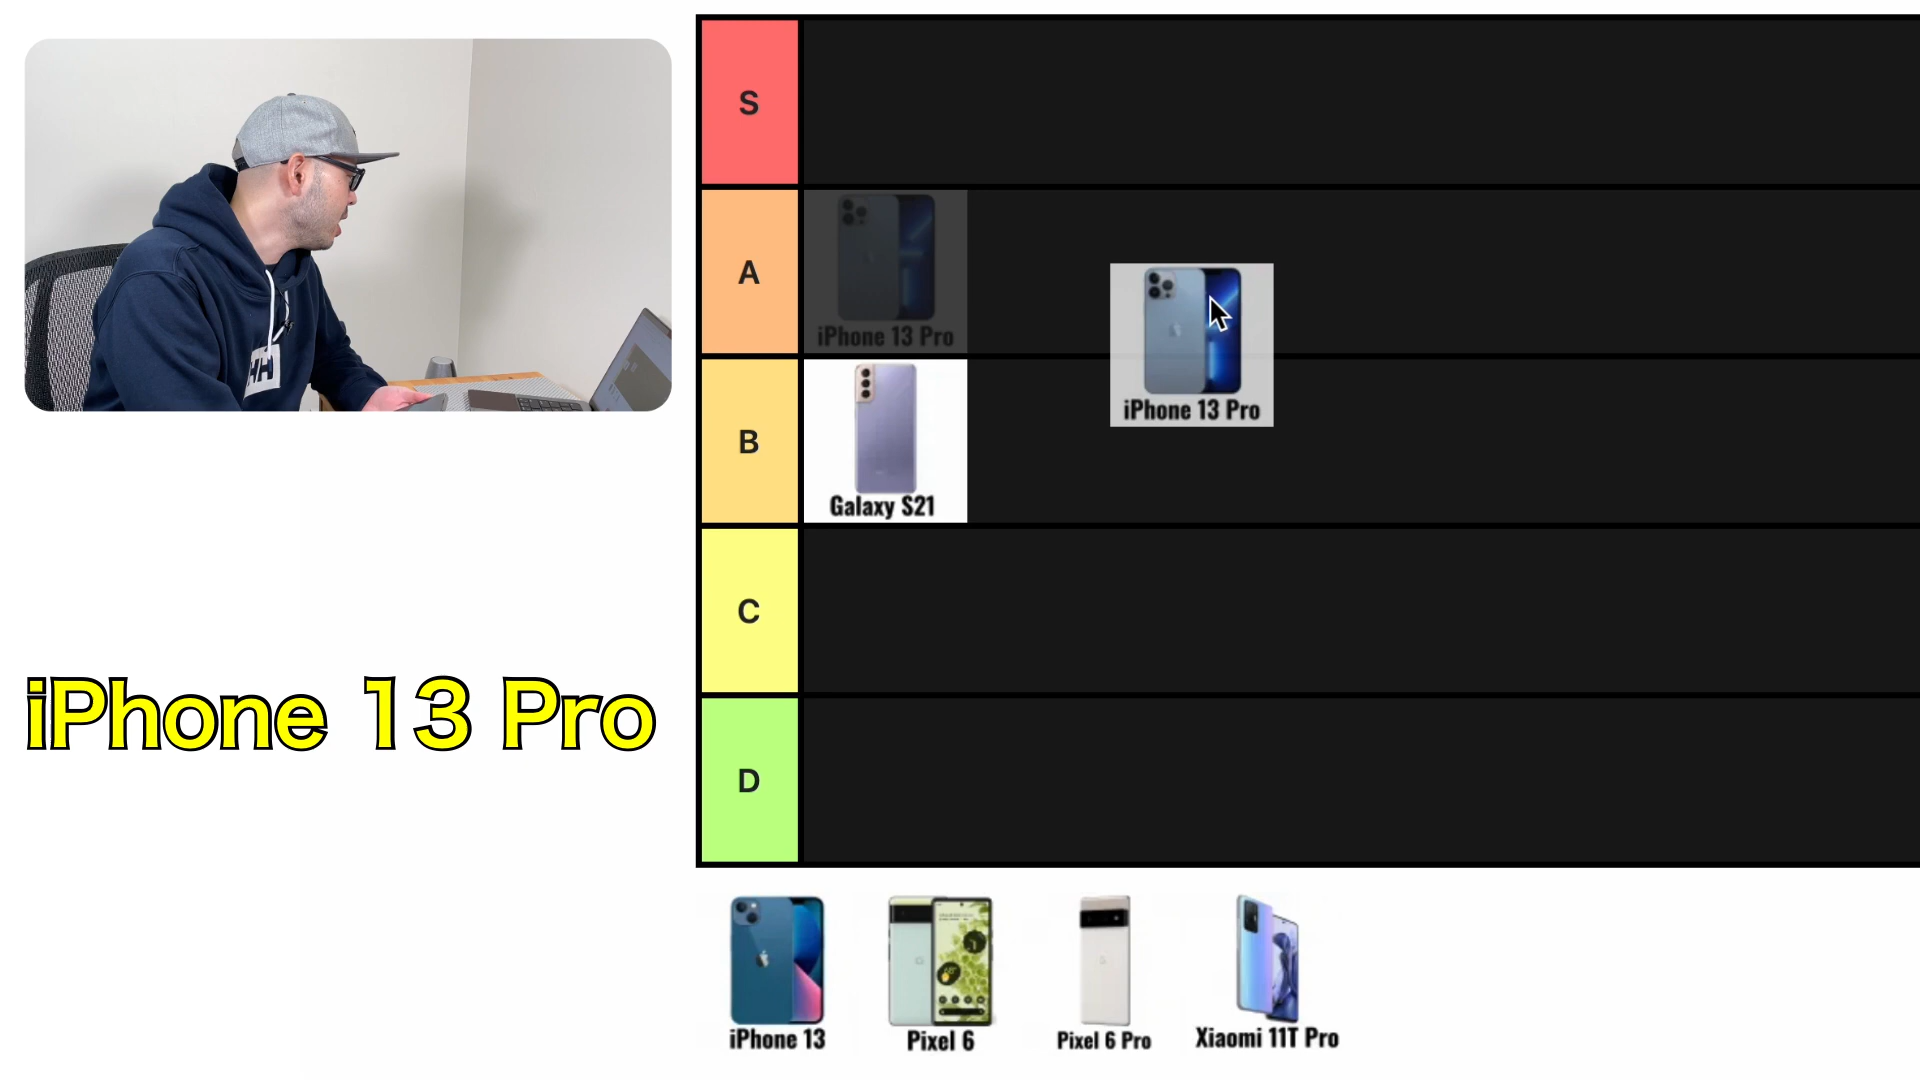 HH
iPhone 13 Pro
S
A
iPhone 13 Pro
iPhone 13 Pro
B
Galaxy S21
C
D
iPhone 13
Pixel 6
Pixel 6 Pro
Xiaomi 11T Pro